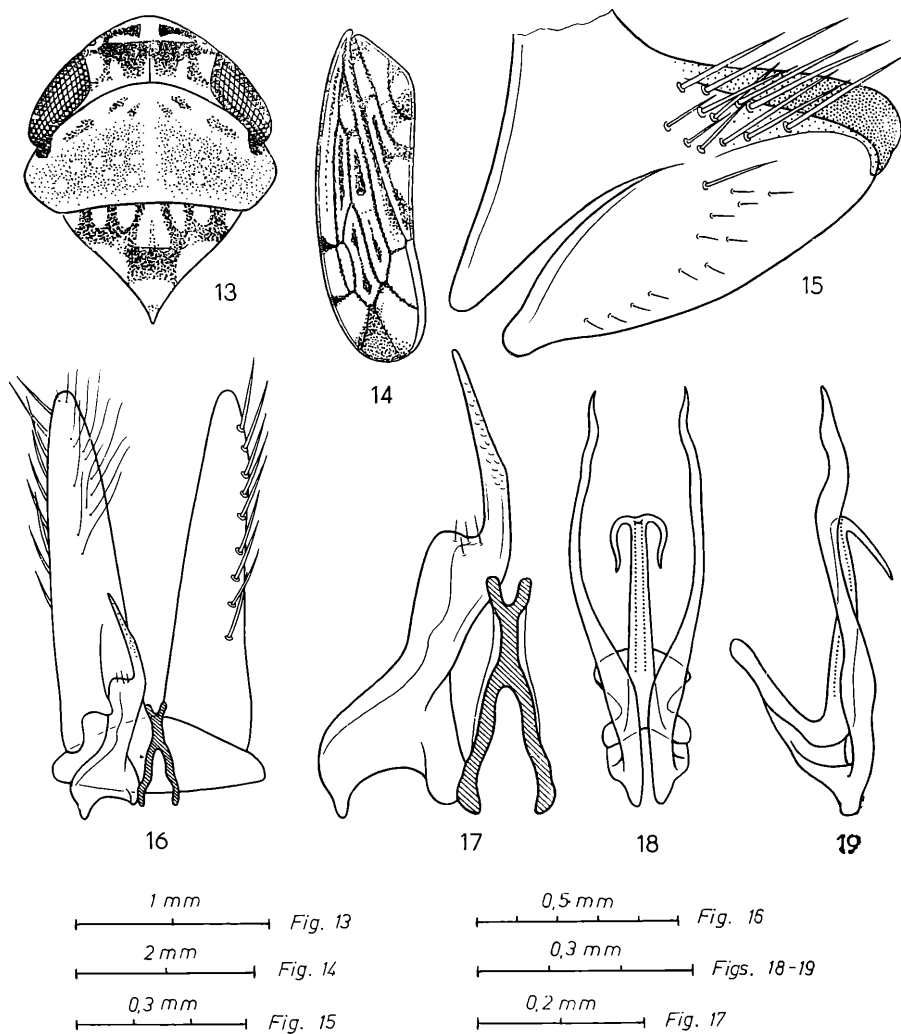 13
14
15
16
17
18
19
1 mm Fig. 13
2 mm Fig. 14
0,3 mm Fig. 15
0,5 mm Fig. 16
0,3 mm Figs. 18-19
0,2 mm Fig. 17